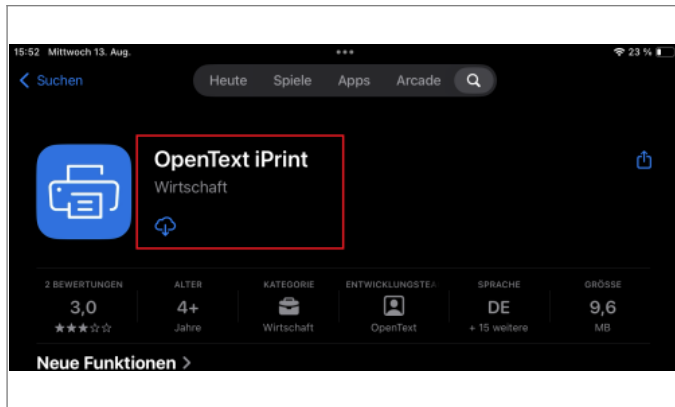 15:52 Mittwoch 13. Aug.
23 %
Suchen
Heute Spiele Apps Arcade
OpenText iPrint
Wirtschaft
2 BEWERTUNGEN ALTER KATEGORIE ENTWICKLUNGSTEA SPRACHE GRÖSSE
3,0 4+ DE 9,6
Jahre Wirtschaft OpenText + 15 weitere MB
Neue Funktionen